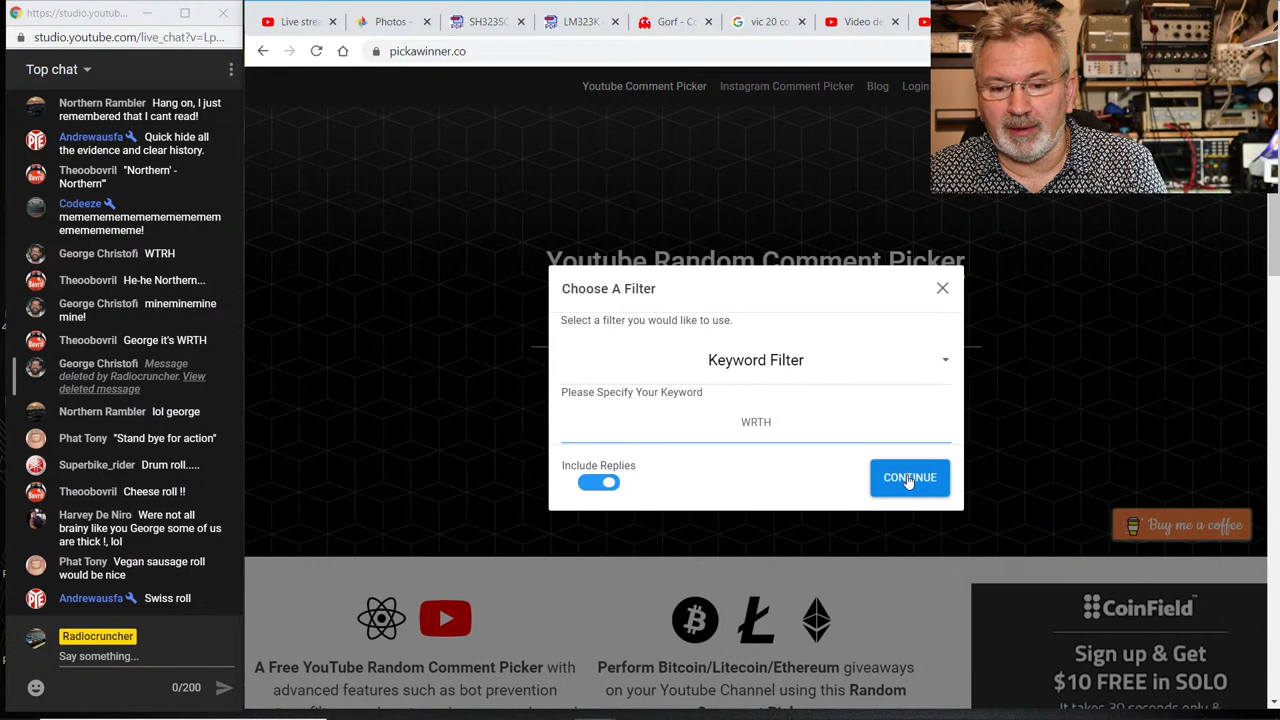 https://studio.youtube.com/live_chat?v=Lp...
Top chat
Northern Rambler Hang on, I just
remembered that I cant read!
Andrewausfa Quick hide all
the evidence and clear history.
Theoobovril "Northern' -
Northern'"
Codeeze
mememememememememememem
ememememe!
George Christofi WTRH
Theoobovril He-he Northern...
George Christofi mineminemine
mine!
Theoobovril George it's WRTH
George Christofi Message
deleted by Radiocruncher. View
deleted message
Northern Rambler lol george
Phat Tony "Stand bye for action"
Superbike_rider Drum roll.....
Theoobovril Cheese roll !!
Harvey De Niro Were not all
brainy like you George some of us
are thick !, lol
Phat Tony Vegan sausage roll
would be nice
Andrewausfa Swiss roll
Radiocruncher
Say something...
0/200
Live strea
Photos -
SH323SC
LM323K
Gorf - Co
vic 20 co
Video de
pickawinner.co
Youtube Comment Picker
Instagram Comment Picker
Blog
Login
Youtube Random Comment Picker
Choose A Filter
Select a filter you would like to use.
Keyword Filter
Please Specify Your Keyword
WRTH
Include Replies
CONTINUE
Buy me a coffee
A Free YouTube Random Comment Picker with
advanced features such as bot prevention
Perform Bitcoin/Litecoin/Ethereum giveaways
on your Youtube Channel using this Random
CoinField
Sign up & Get
$10 FREE in SOLO